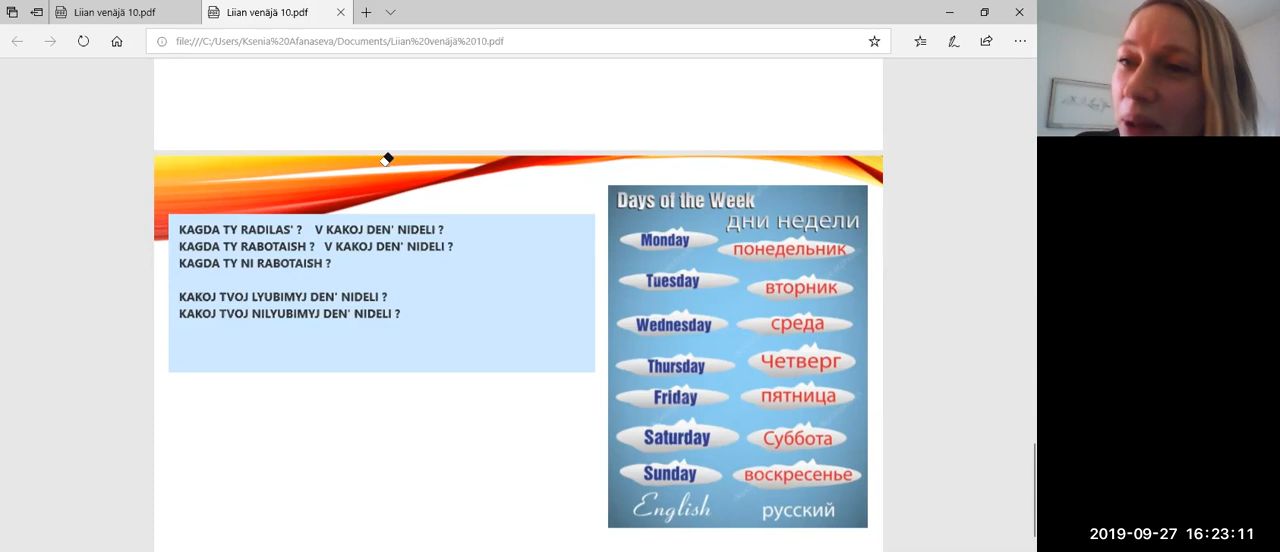 Liian venäjä 10.pdf
Liian venäjä 10.pdf
file:///C:/Users/Ksenia%20Afanaseva/Documents/Liian%20venäjä%2010.pdf
KAGDA TY RADILAS' ? V KAKOJ DEN' NIDELI ?
KAGDA TY RABOTAISH ? V KAKOJ DEN' NIDELI ?
KAGDA TY NI RABOTAISH ?
KAKOJ TVOJ LYUBIMYJ DEN' NIDELI ?
KAKOJ TVOJ NILYUBIMYJ DEN' NIDELI ?
Days of the Week
дни недели
Monday понедельник
Tuesday вторник
Wednesday среда
Thursday Четверг
Friday пятница
Saturday Суббота
Sunday воскресенье
English русский
2019-09-27 16:23:11